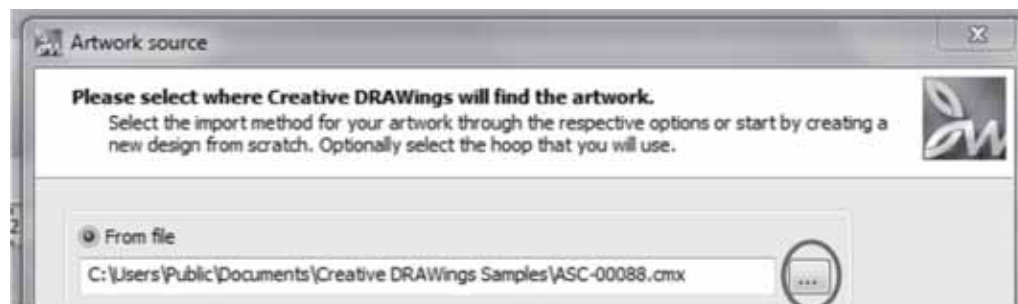 Artwork source
Please select where Creative DRAWings will find the artwork.
Select the import method for your artwork through the respective options or start by creating a
new design from scratch. Optionally select the hoop that you will use.
From file
C:\Users\Public\Documents\Creative DRAWings Samples\ASC-00088.cmx
...